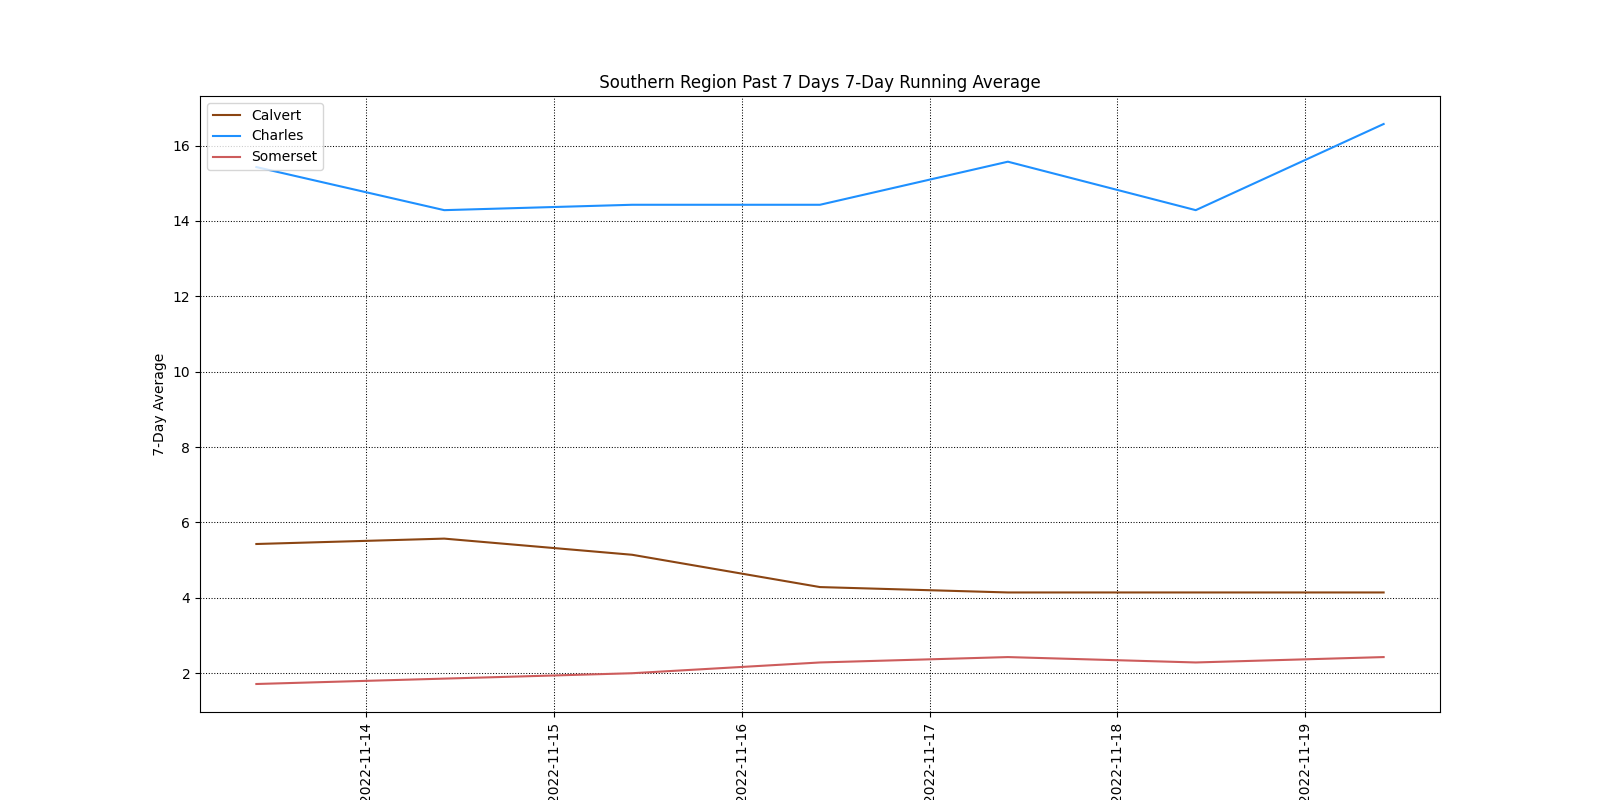 Southern Region Past 7 Days 7-Day Running Average
Calvert
Charles
Somerset
16
14
12
10
8
6
4
2
7-Day Average
2022-11-14
2022-11-15
2022-11-16
2022-11-17
2022-11-18
2022-11-19